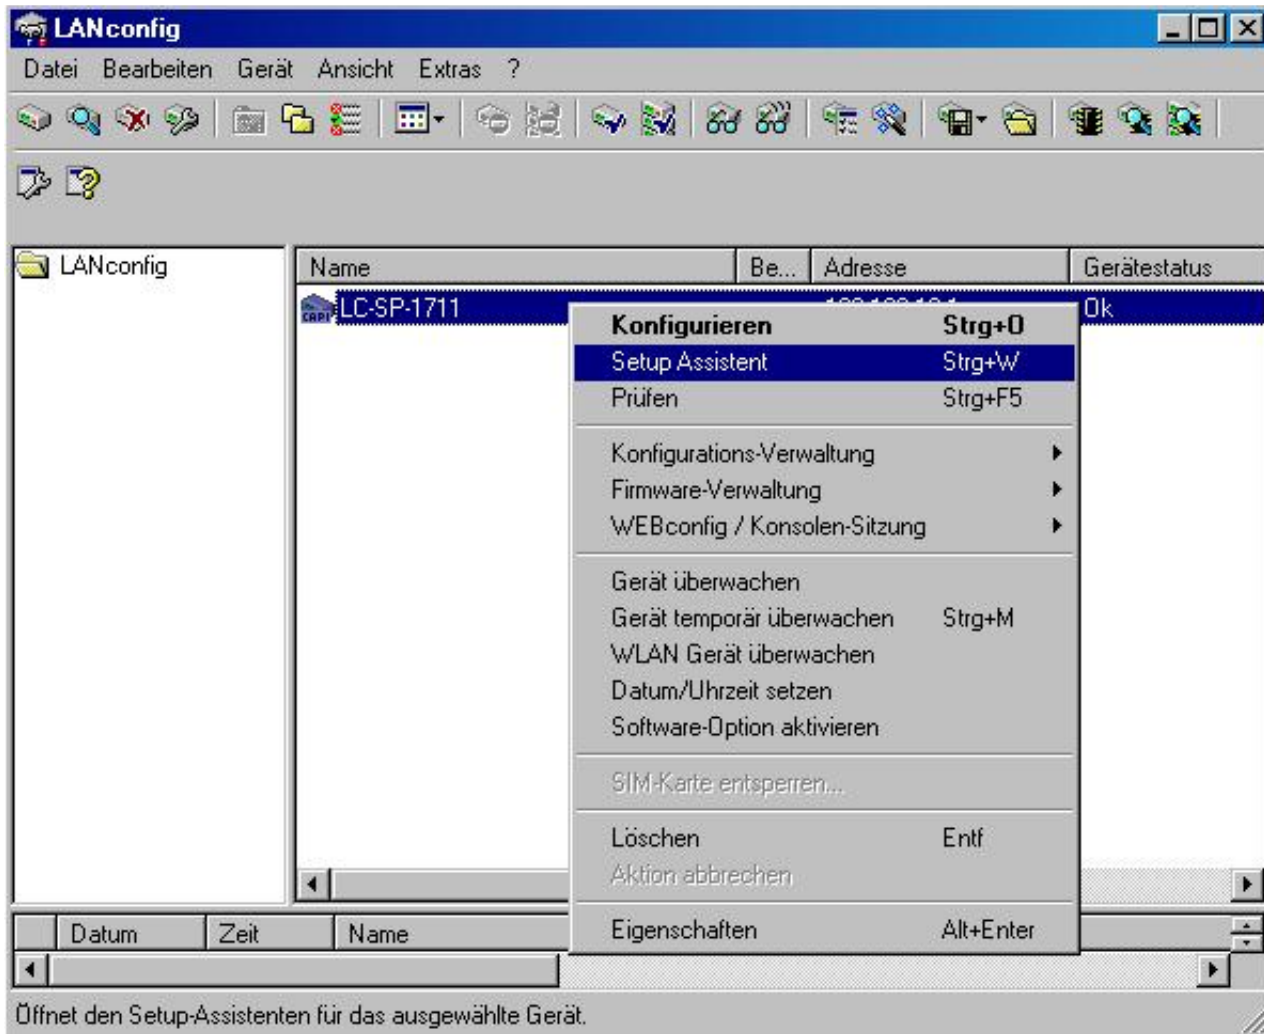 LANconfig
Datei Bearbeiten Gerät Ansicht Extras ?
LANconfig
Name Be... Adresse Gerätestatus
CAPI LC-SP-1711 Ok
Konfigurieren Strg+O
Setup Assistent Strg+W
Prüfen Strg+F5
Konfigurations-Verwaltung
Firmware-Verwaltung
WEBconfig / Konsolen-Sitzung
Gerät überwachen
Gerät temporär überwachen Strg+M
WLAN Gerät überwachen
Datum/Uhrzeit setzen
Software-Option aktivieren
SIM-Karte entsperren...
Löschen Entf
Aktion abbrechen
Eigenschaften Alt+Enter
Datum Zeit Name
Öffnet den Setup-Assistenten für das ausgewählte Gerät.